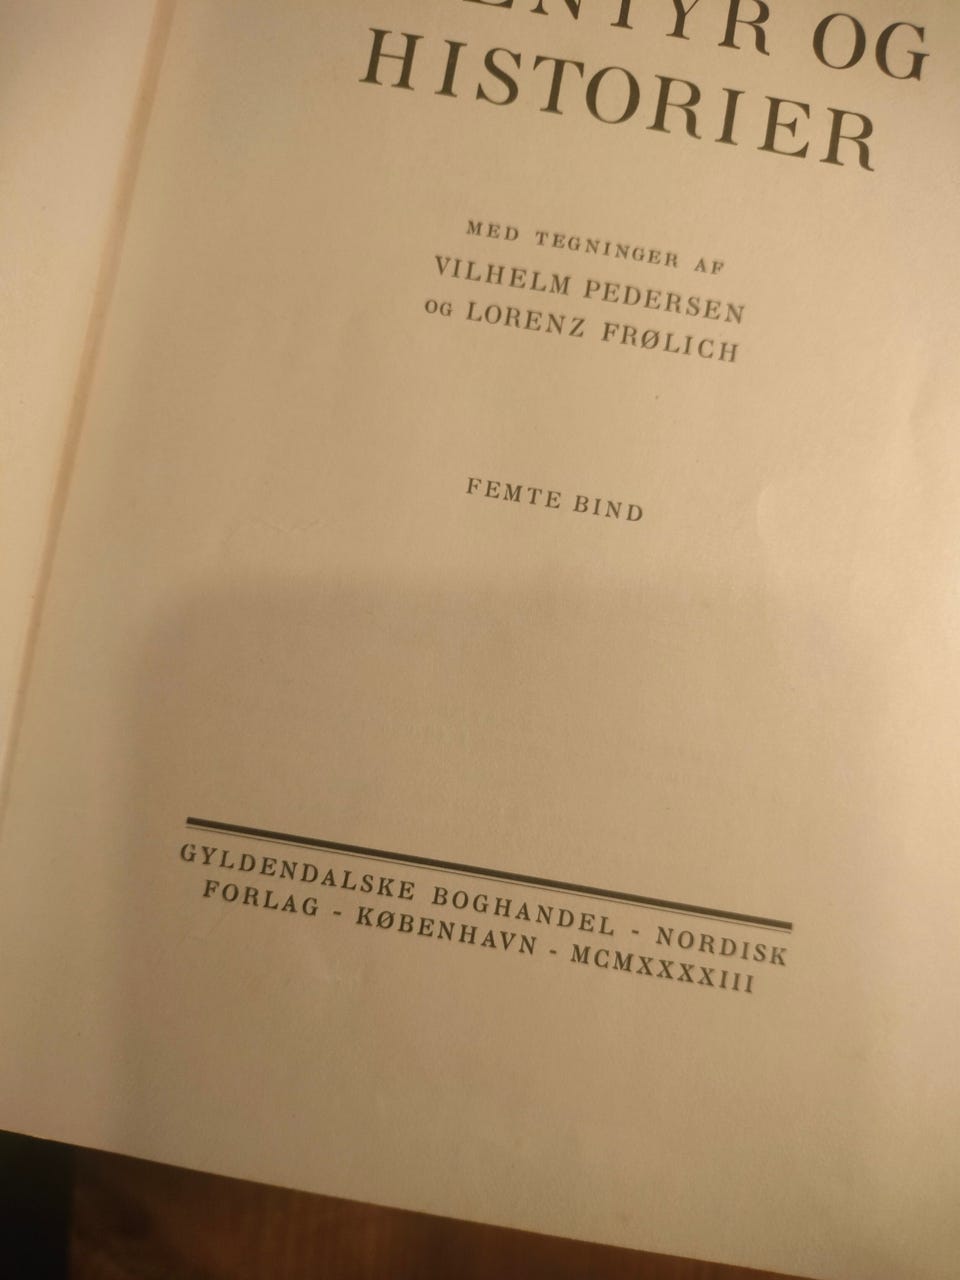 ENTYR OG
HISTORIER
MED TEGNINGER AF
VILHELM PEDERSEN
OG LORENZ FRØLICH
FEMTE BIND
GYLDENDALSKE BOGHANDEL - NORDISK
FORLAG - KØBENHAVN - MCMXXXXIII